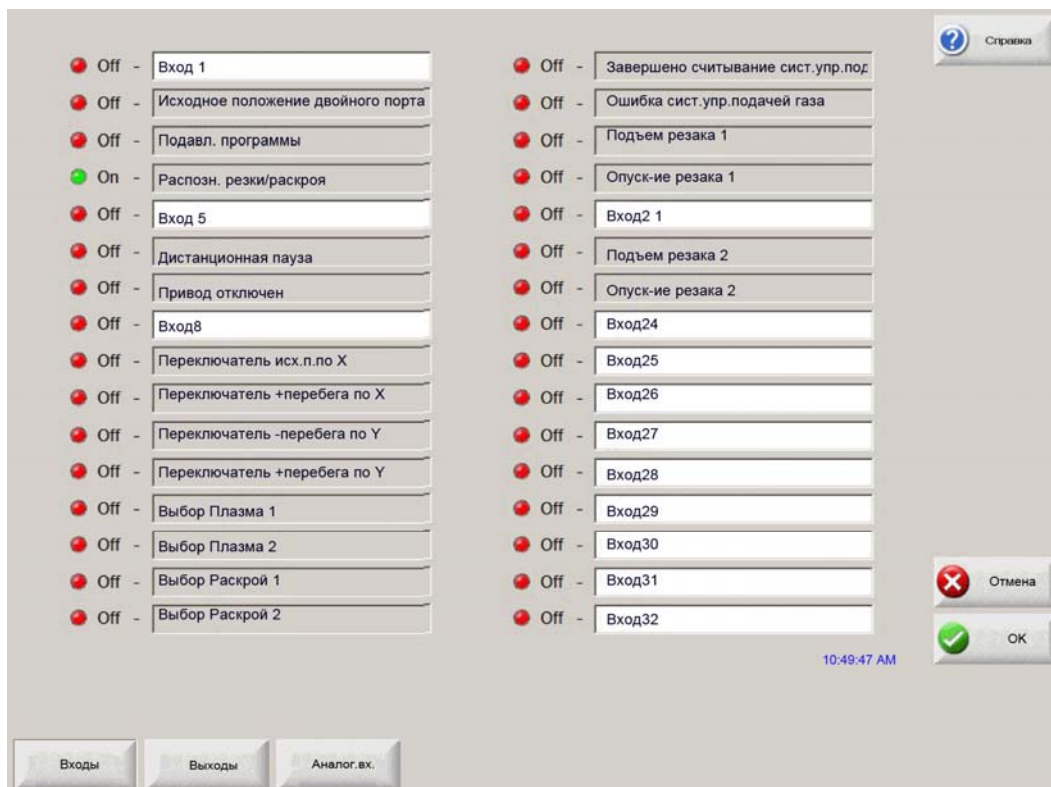 Справка
Off - Вход 1
Off - Исходное положение двойного порта
Off - Подавл. программы
On - Распозн. резки/раскроя
Off - Вход 5
Off - Дистанционная пауза
Off - Привод отключен
Off - Вход8
Off - Переключатель исх.п.по X
Off - Переключатель +перебега по X
Off - Переключатель -перебега по Y
Off - Переключатель +перебега по Y
Off - Выбор Плазма 1
Off - Выбор Плазма 2
Off - Выбор Раскрой 1
Off - Выбор Раскрой 2
Off - Завершено считывание сист.упр.под
Off - Ошибка сист.упр.подачей газа
Off - Подъем резака 1
Off - Опуск-ие резака 1
Off - Вход2 1
Off - Подъем резака 2
Off - Опуск-ие резака 2
Off - Вход24
Off - Вход25
Off - Вход26
Off - Вход27
Off - Вход28
Off - Вход29
Off - Вход30
Off - Вход31
Off - Вход32
Отмена
OK
10:49:47 AM
Входы
Выходы
Аналог.вх.